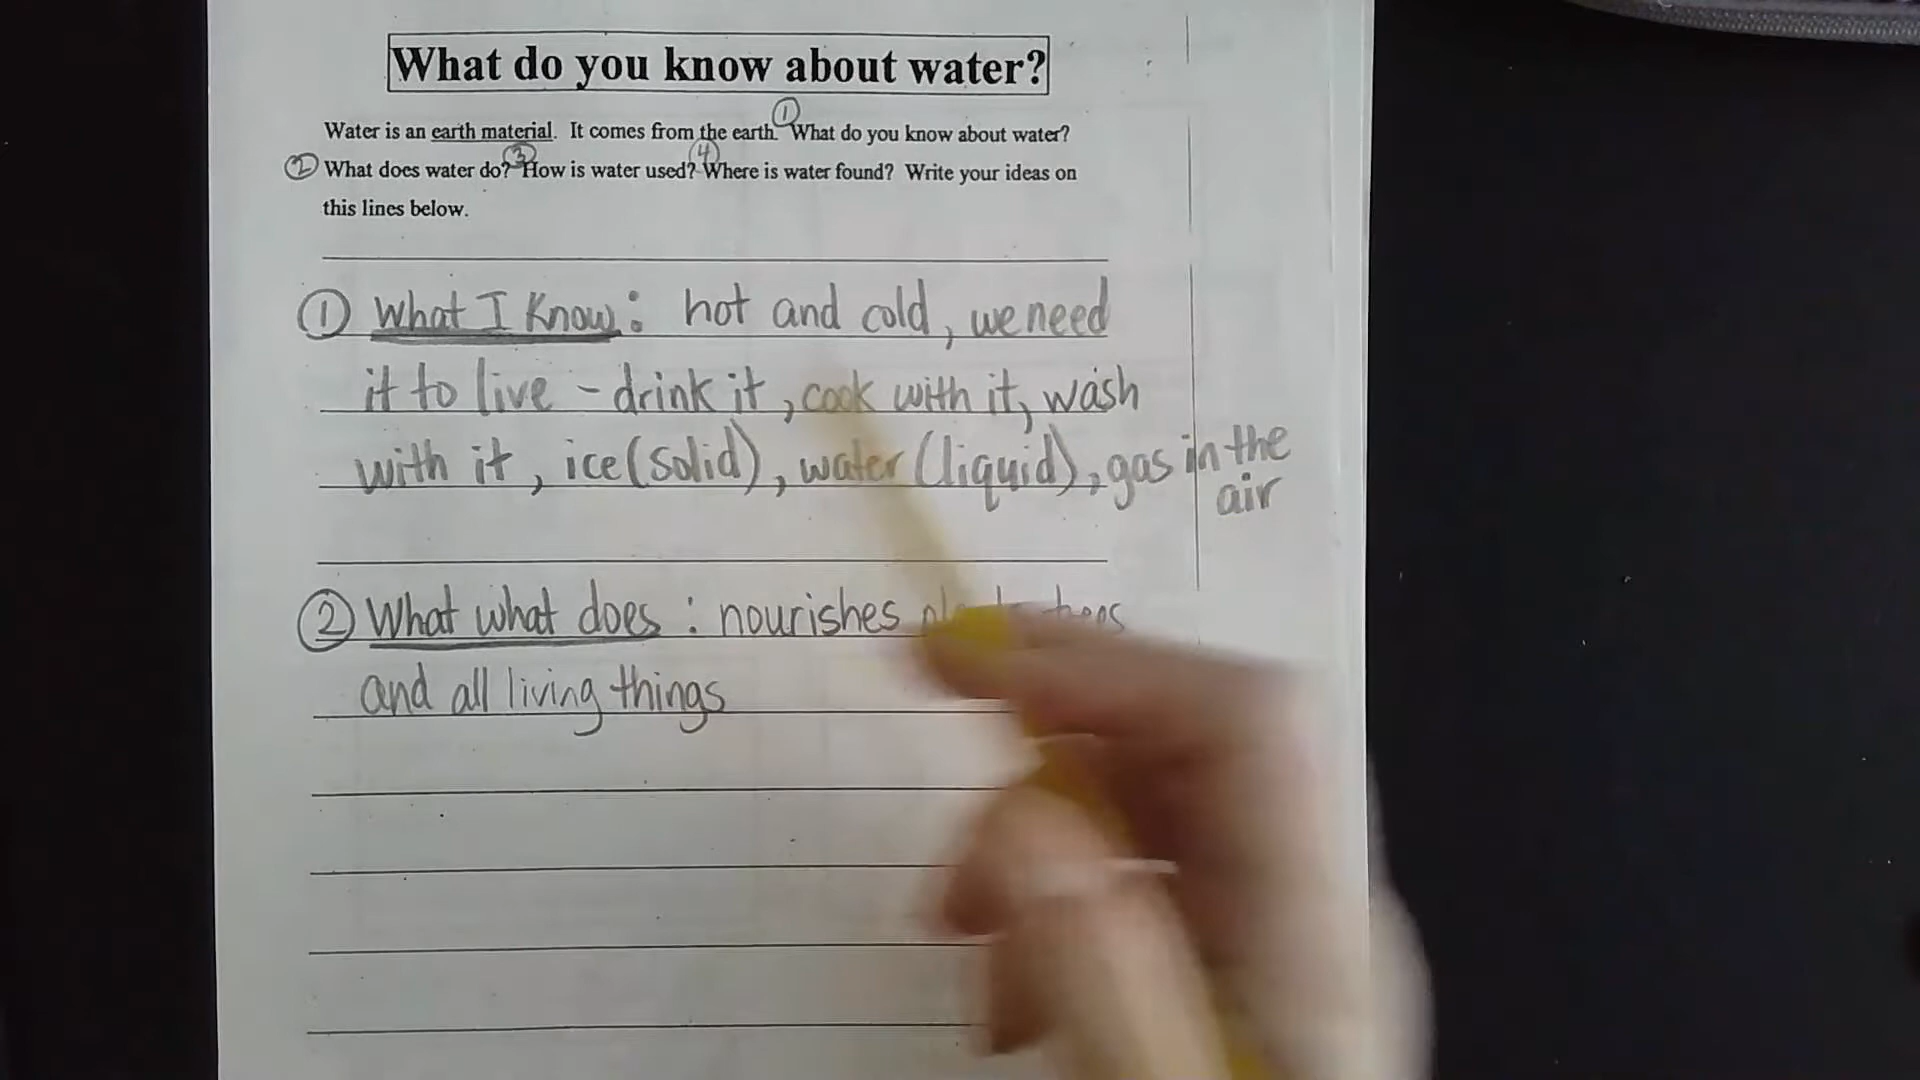 What do you know about water?
①
Water is an earth material. It comes from the earth. What do you know about water?
② ③ ④
What does water do? How is water used? Where is water found? Write your ideas on
this lines below.
① What I Know: hot and cold, we need
it to live - drink it, cook with it, wash
with it, ice (solid), water (liquid), gas in the
air
② What what does: nourishes trees
and all living things